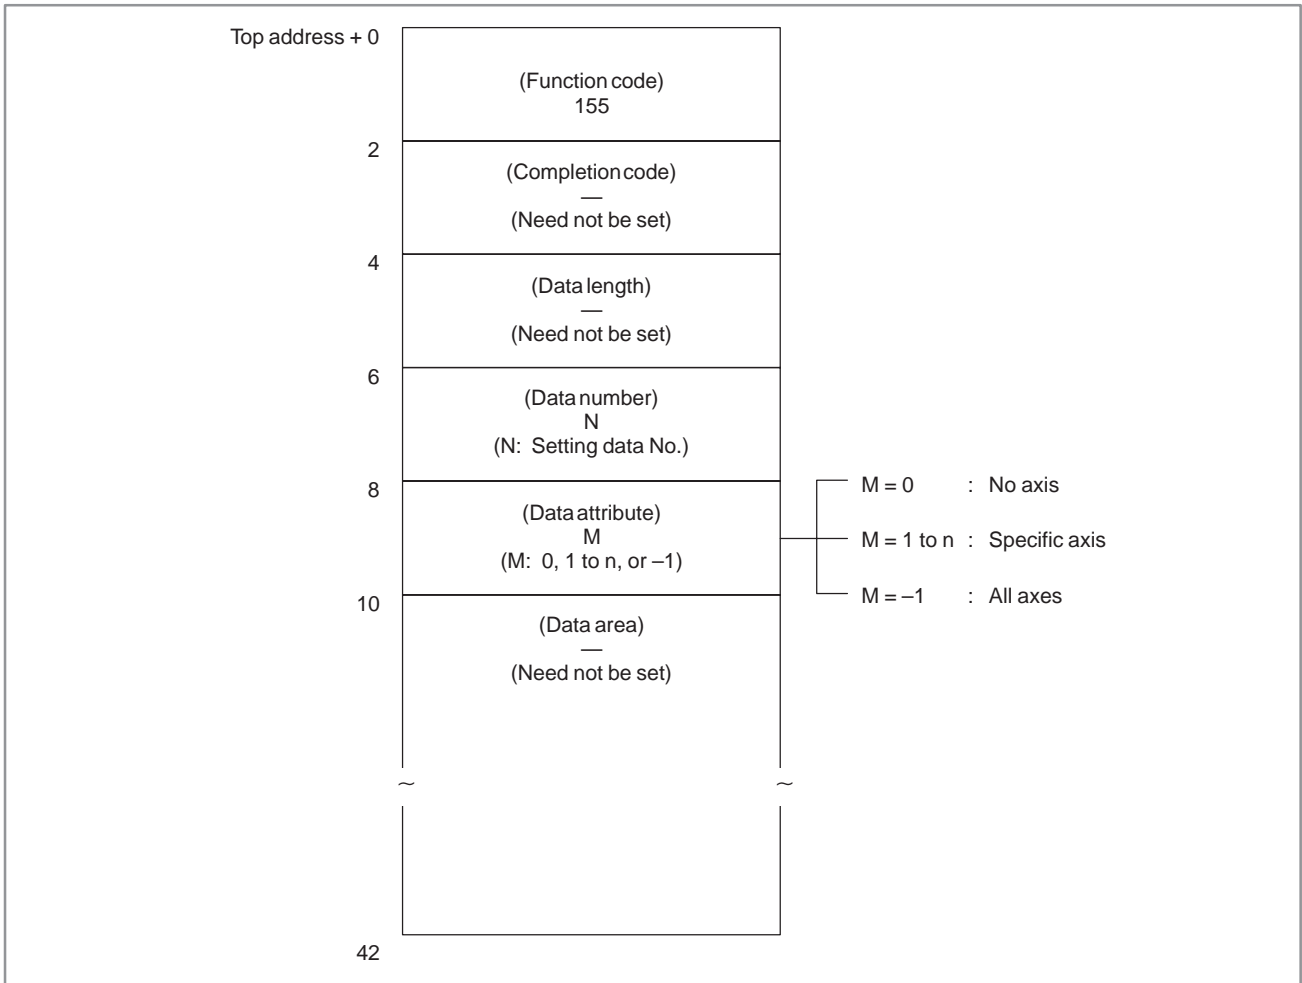 Top address + 0
(Function code)
155
2
(Completion code)
—
(Need not be set)
4
(Data length)
—
(Need not be set)
6
(Data number)
N
(N: Setting data No.)
8
(Data attribute)
M
(M: 0, 1 to n, or –1)
M = 0 : No axis
M = 1 to n : Specific axis
M = –1 : All axes
10
(Data area)
—
(Need not be set)
~ ~
42